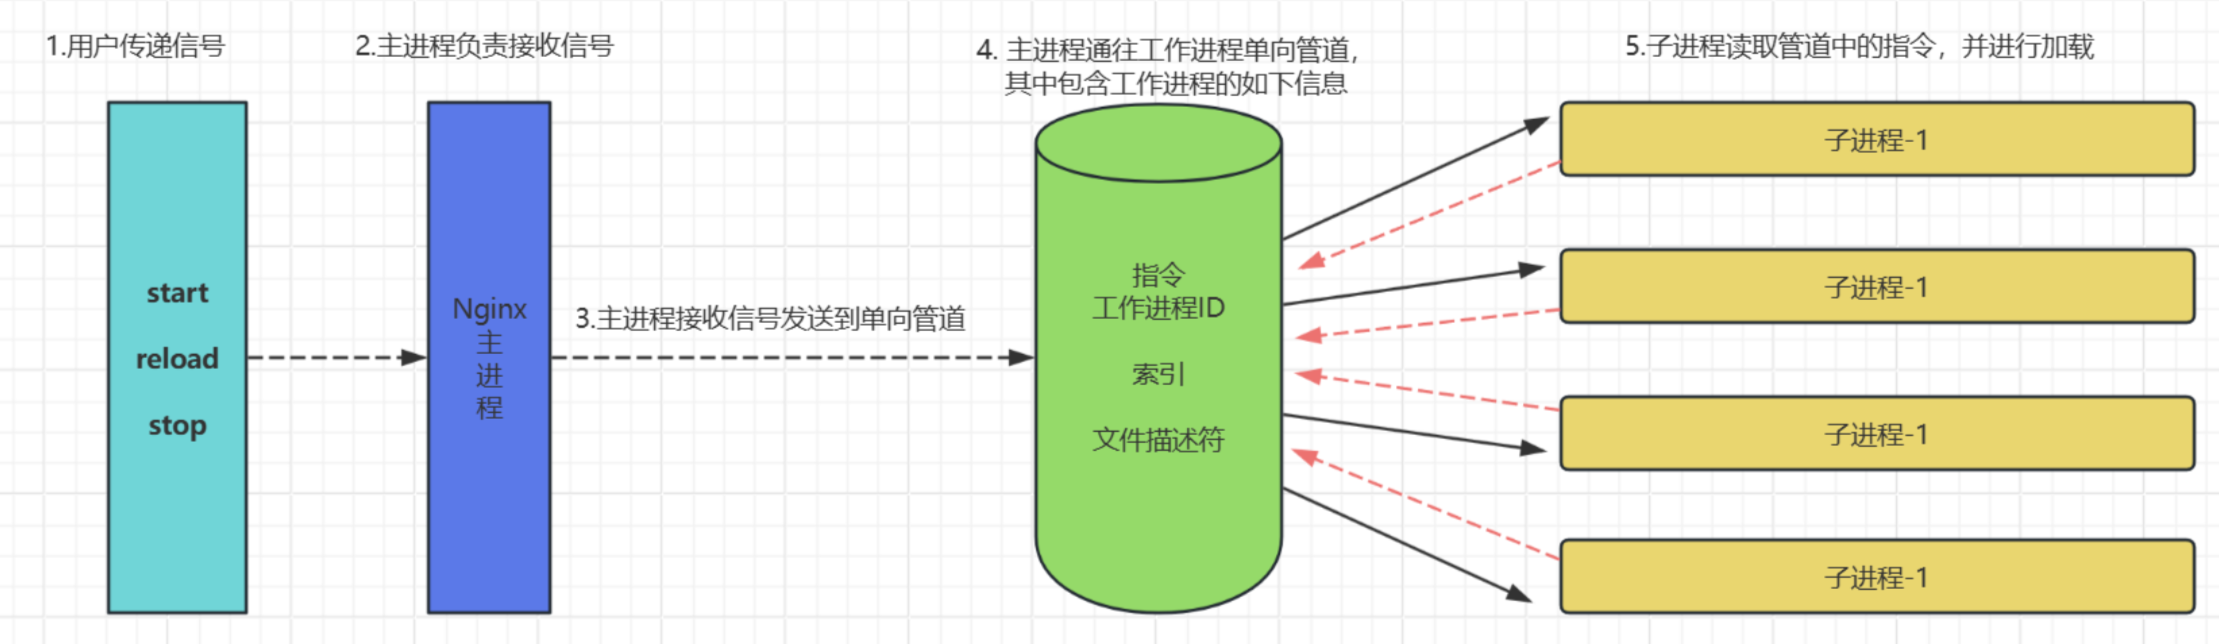 1.用户传递信号
2.主进程负责接收信号
4. 主进程通往工作进程单向管道，
其中包含工作进程的如下信息
5.子进程读取管道中的指令，并进行加载
start
reload
stop
Nginx
主
进
程
3.主进程接收信号发送到单向管道
指令
工作进程ID
索引
文件描述符
子进程-1
子进程-1
子进程-1
子进程-1